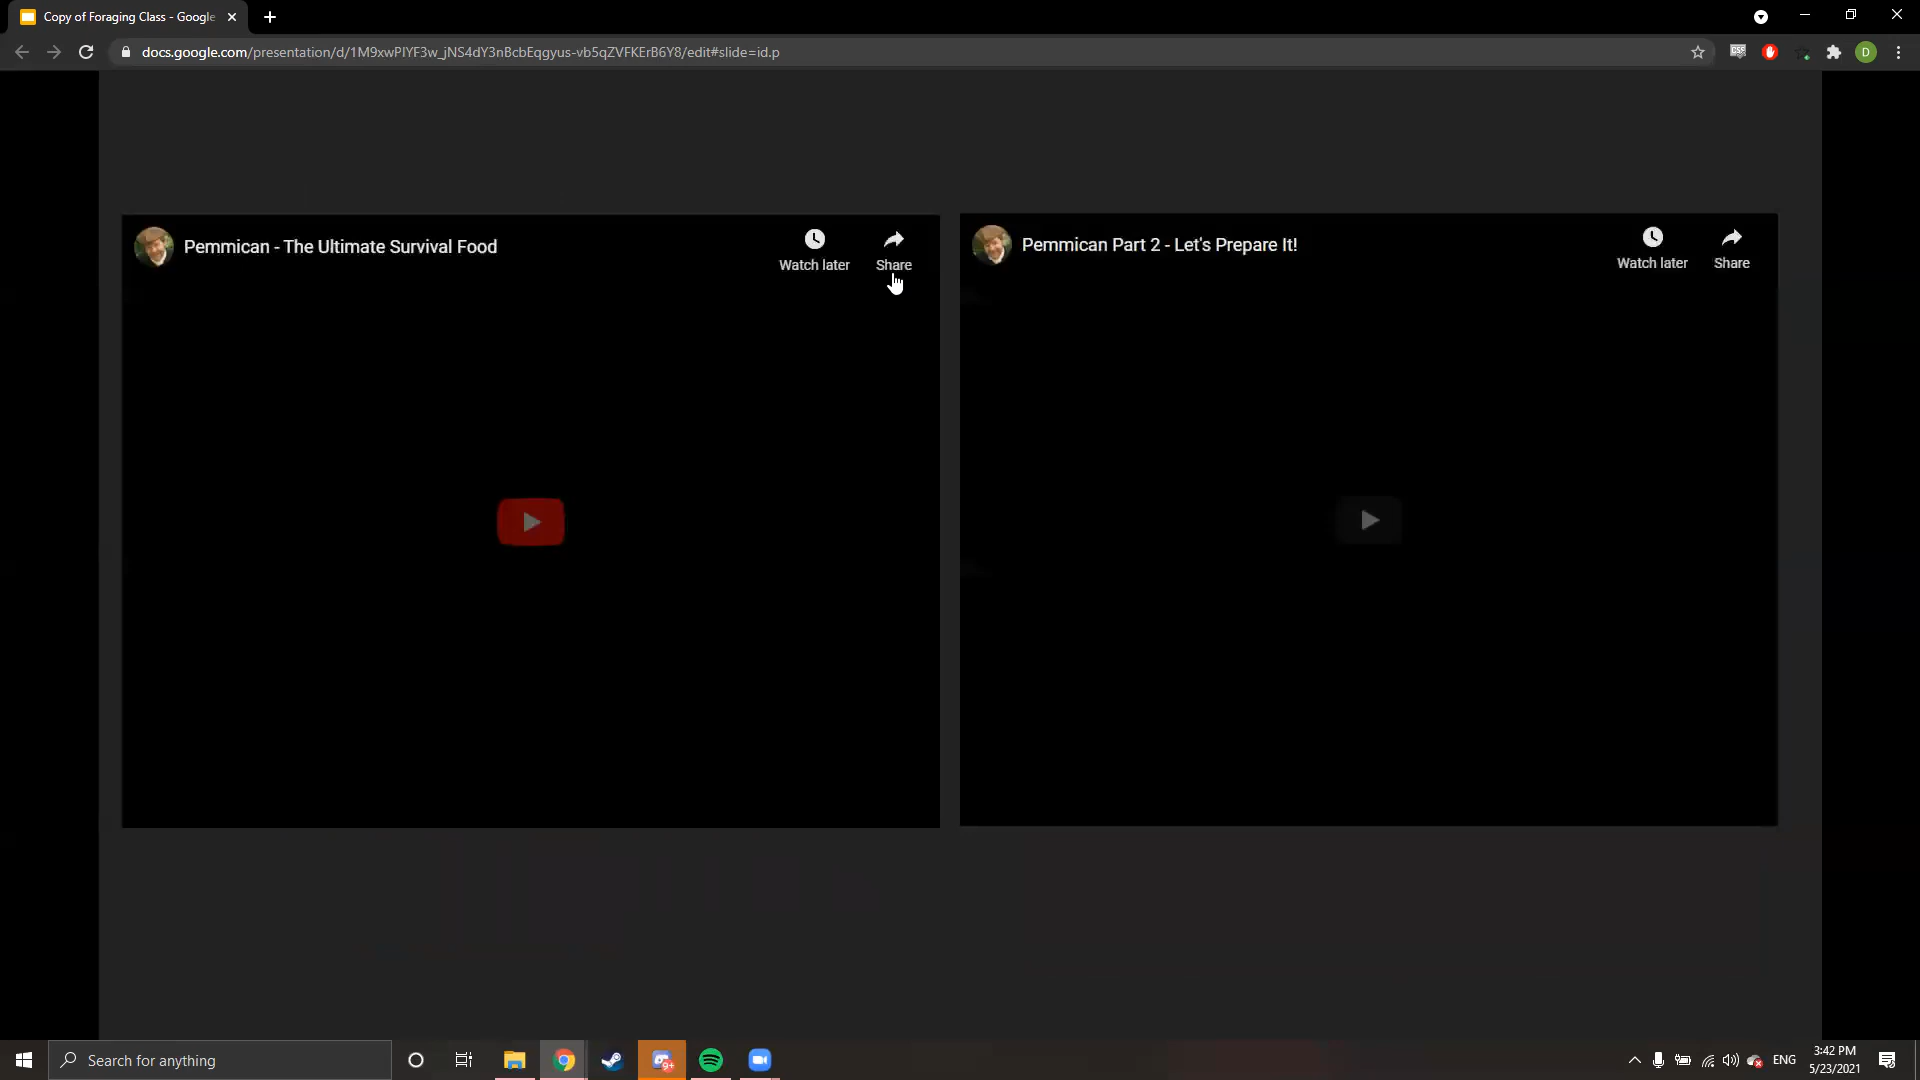 Copy of Foraging Class - Google
docs.google.com/presentation/d/1M9xwPIYF3w_jNS4dY3nBcbEqgyus-vb5qZVFKErB6Y8/edit#slide=id.p
D
Pemmican - The Ultimate Survival Food
Watch later
Share
Pemmican Part 2 - Let's Prepare It!
Watch later
Share
Search for anything
9+
ENG
3:42 PM
5/23/2021